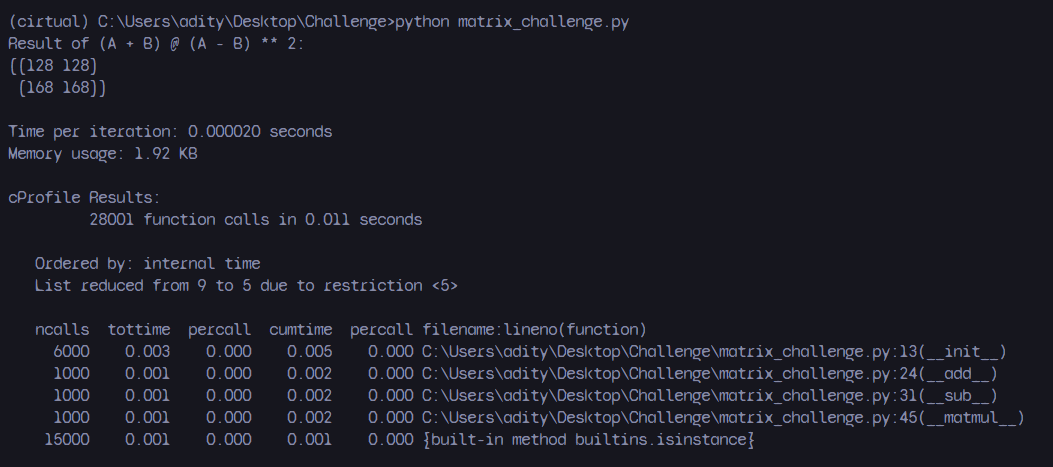 (cirtual) C:\Users\adity\Desktop\Challenge>python matrix_challenge.py
Result of (A + B) @ (A - B) ** 2:
[[128 128]
 [168 168]]

Time per iteration: 0.000020 seconds
Memory usage: 1.92 KB

cProfile Results:
         28001 function calls in 0.011 seconds

   Ordered by: internal time
   List reduced from 9 to 5 due to restriction <5>

   ncalls  tottime  percall  cumtime  percall filename:lineno(function)
     6000    0.003    0.000    0.005    0.000 C:\Users\adity\Desktop\Challenge\matrix_challenge.py:13(__init__)
     1000    0.001    0.000    0.002    0.000 C:\Users\adity\Desktop\Challenge\matrix_challenge.py:24(__add__)
     1000    0.001    0.000    0.002    0.000 C:\Users\adity\Desktop\Challenge\matrix_challenge.py:31(__sub__)
     1000    0.001    0.000    0.002    0.000 C:\Users\adity\Desktop\Challenge\matrix_challenge.py:45(__matmul__)
    15000    0.001    0.000    0.001    0.000 {built-in method builtins.isinstance}